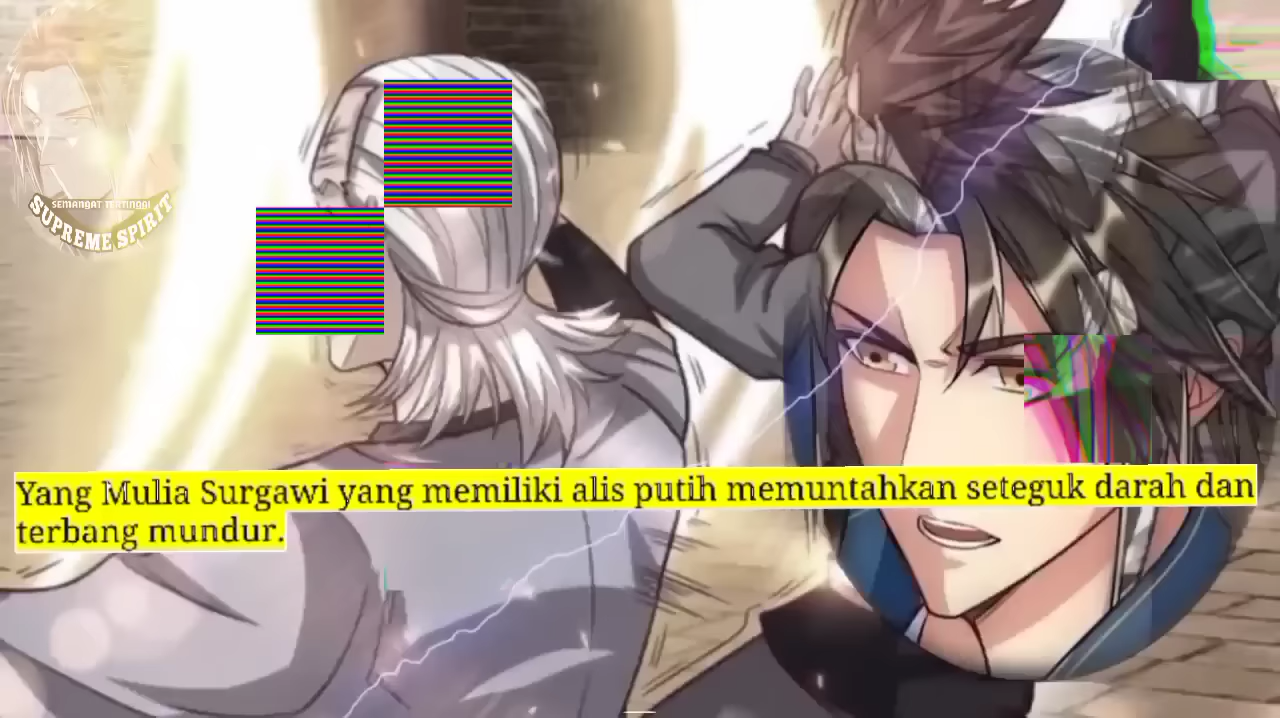 SEMANGAT TERTINGGI
SUPREME SPIRIT
Yang Mulia Surgawi yang memiliki alis putih memuntahkan seteguk darah dan
terbang mundur.